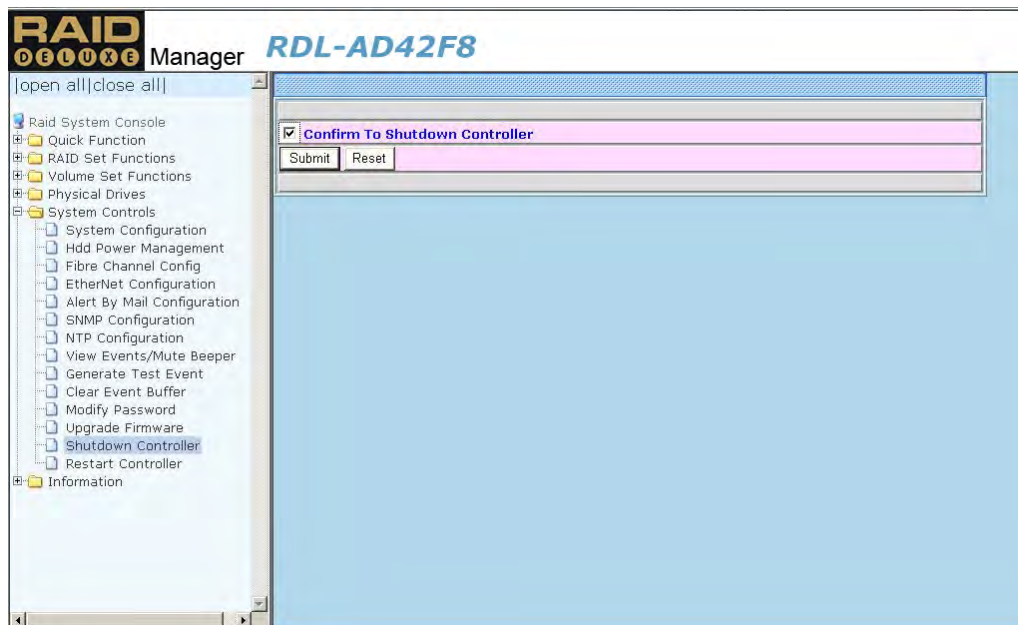 RAID
DELUXE Manager
RDL-AD42F8
|open all|close all|
Raid System Console
Quick Function
RAID Set Functions
Volume Set Functions
Physical Drives
System Controls
System Configuration
Hdd Power Management
Fibre Channel Config
EtherNet Configuration
Alert By Mail Configuration
SNMP Configuration
NTP Configuration
View Events/Mute Beeper
Generate Test Event
Clear Event Buffer
Modify Password
Upgrade Firmware
Shutdown Controller
Restart Controller
Information
Confirm To Shutdown Controller
Submit Reset